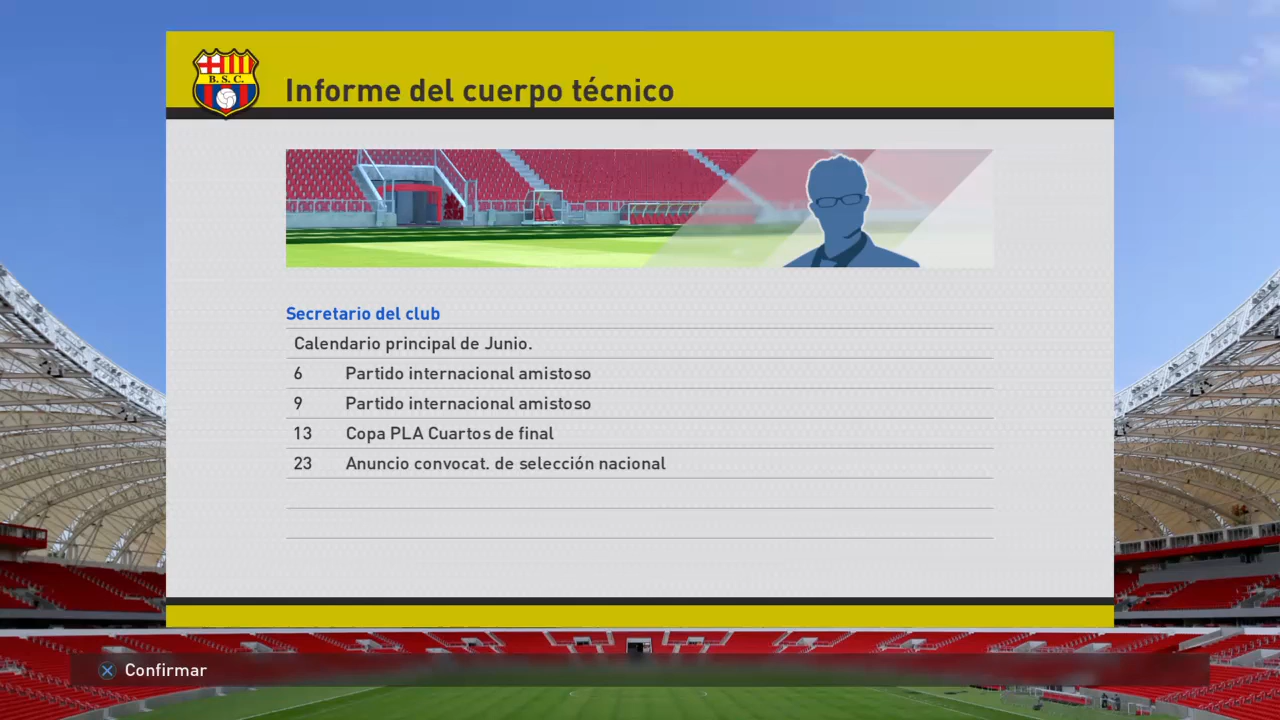 B. S. C.
Informe del cuerpo técnico
Secretario del club
Calendario principal de Junio.
6 Partido internacional amistoso
9 Partido internacional amistoso
13 Copa PLA Cuartos de final
23 Anuncio convocat. de selección nacional
Confirmar